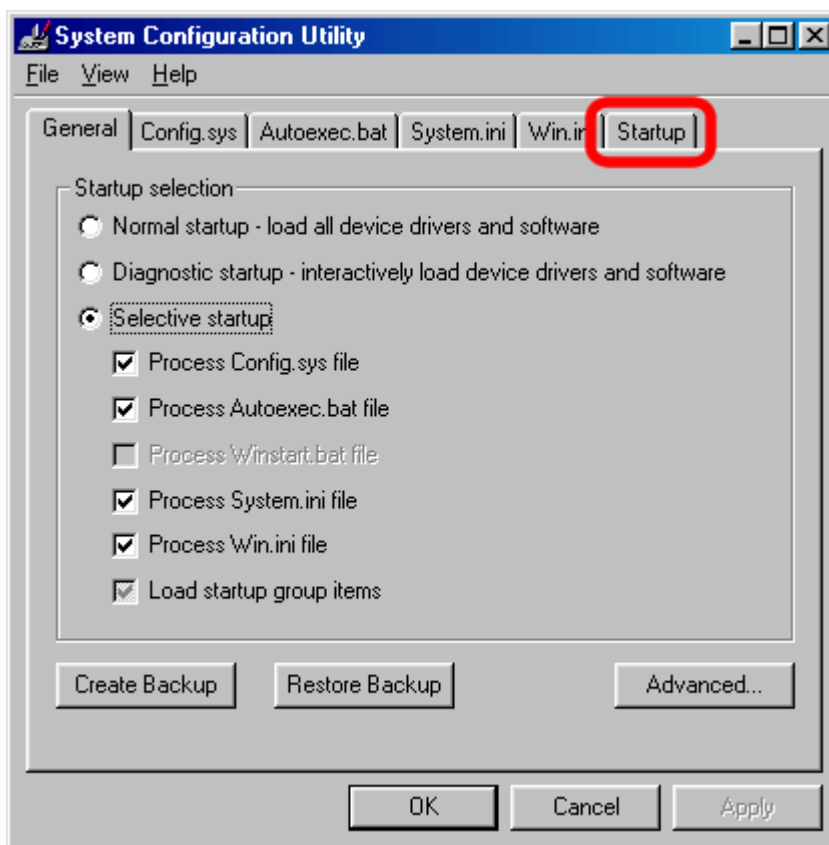 System Configuration Utility
File View Help
General Config.sys Autoexec.bat System.ini Win.in Startup
Startup selection
Normal startup - load all device drivers and software
Diagnostic startup - interactively load device drivers and software
Selective startup
Process Config.sys file
Process Autoexec.bat file
Process Winstart.bat file
Process System.ini file
Process Win.ini file
Load startup group items
Create Backup Restore Backup Advanced...
OK Cancel Apply